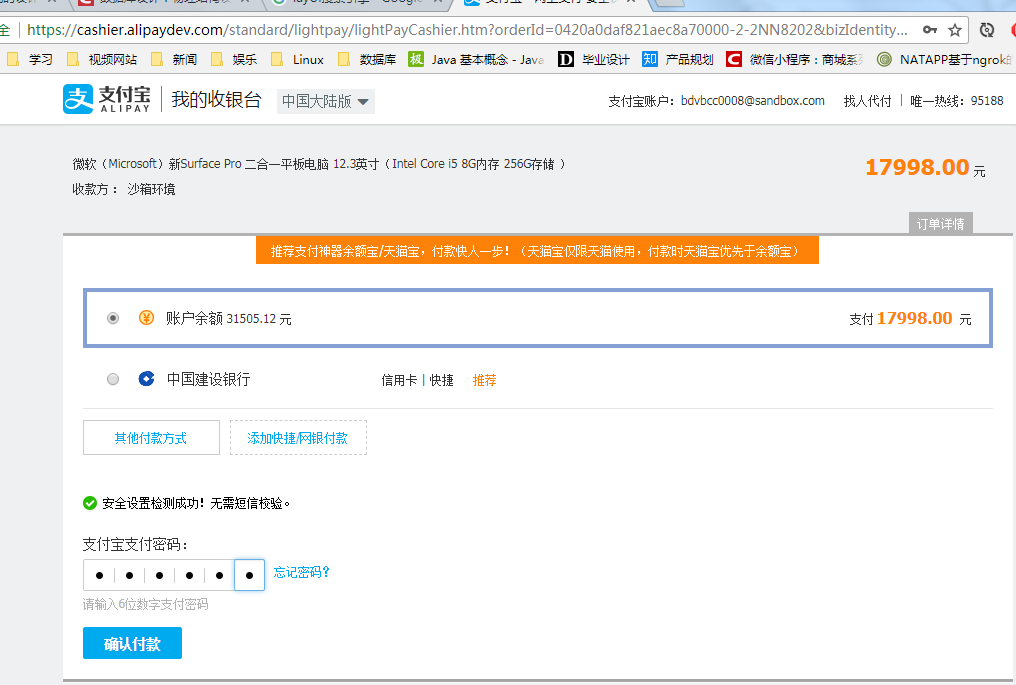 全 https://cashier.alipaydev.com/standard/lightpay/lightPayCashier.htm?orderId=0420a0daf821aec8a70000-2-2NN8202&bizIdentity...
学习 视频网站 新闻 娱乐 Linux 数据库 极 Java 基本概念 - Java D 毕业设计 知 产品规划 C 微信小程序：商城系 NATAPP基于ngrok的
支 支付宝 ALIPAY 我的收银台 中国大陆版 支付宝账户：bdvbcc0008@sandbox.com 找人代付 唯一热线：95188
微软（Microsoft）新Surface Pro 二合一平板电脑 12.3英寸（Intel Core i5 8G内存 256G存储 ） 17998.00 元
收款方： 沙箱环境
订单详情
推荐支付神器余额宝/天猫宝，付款快人一步！（天猫宝仅限天猫使用，付款时天猫宝优先于余额宝）
账户余额 31505.12 元 支付 17998.00 元
中国建设银行 信用卡 | 快捷 推荐
其他付款方式 添加快捷/网银付款
安全设置检测成功！无需短信校验。
支付宝支付密码：
忘记密码？
请输入6位数字支付密码
确认付款